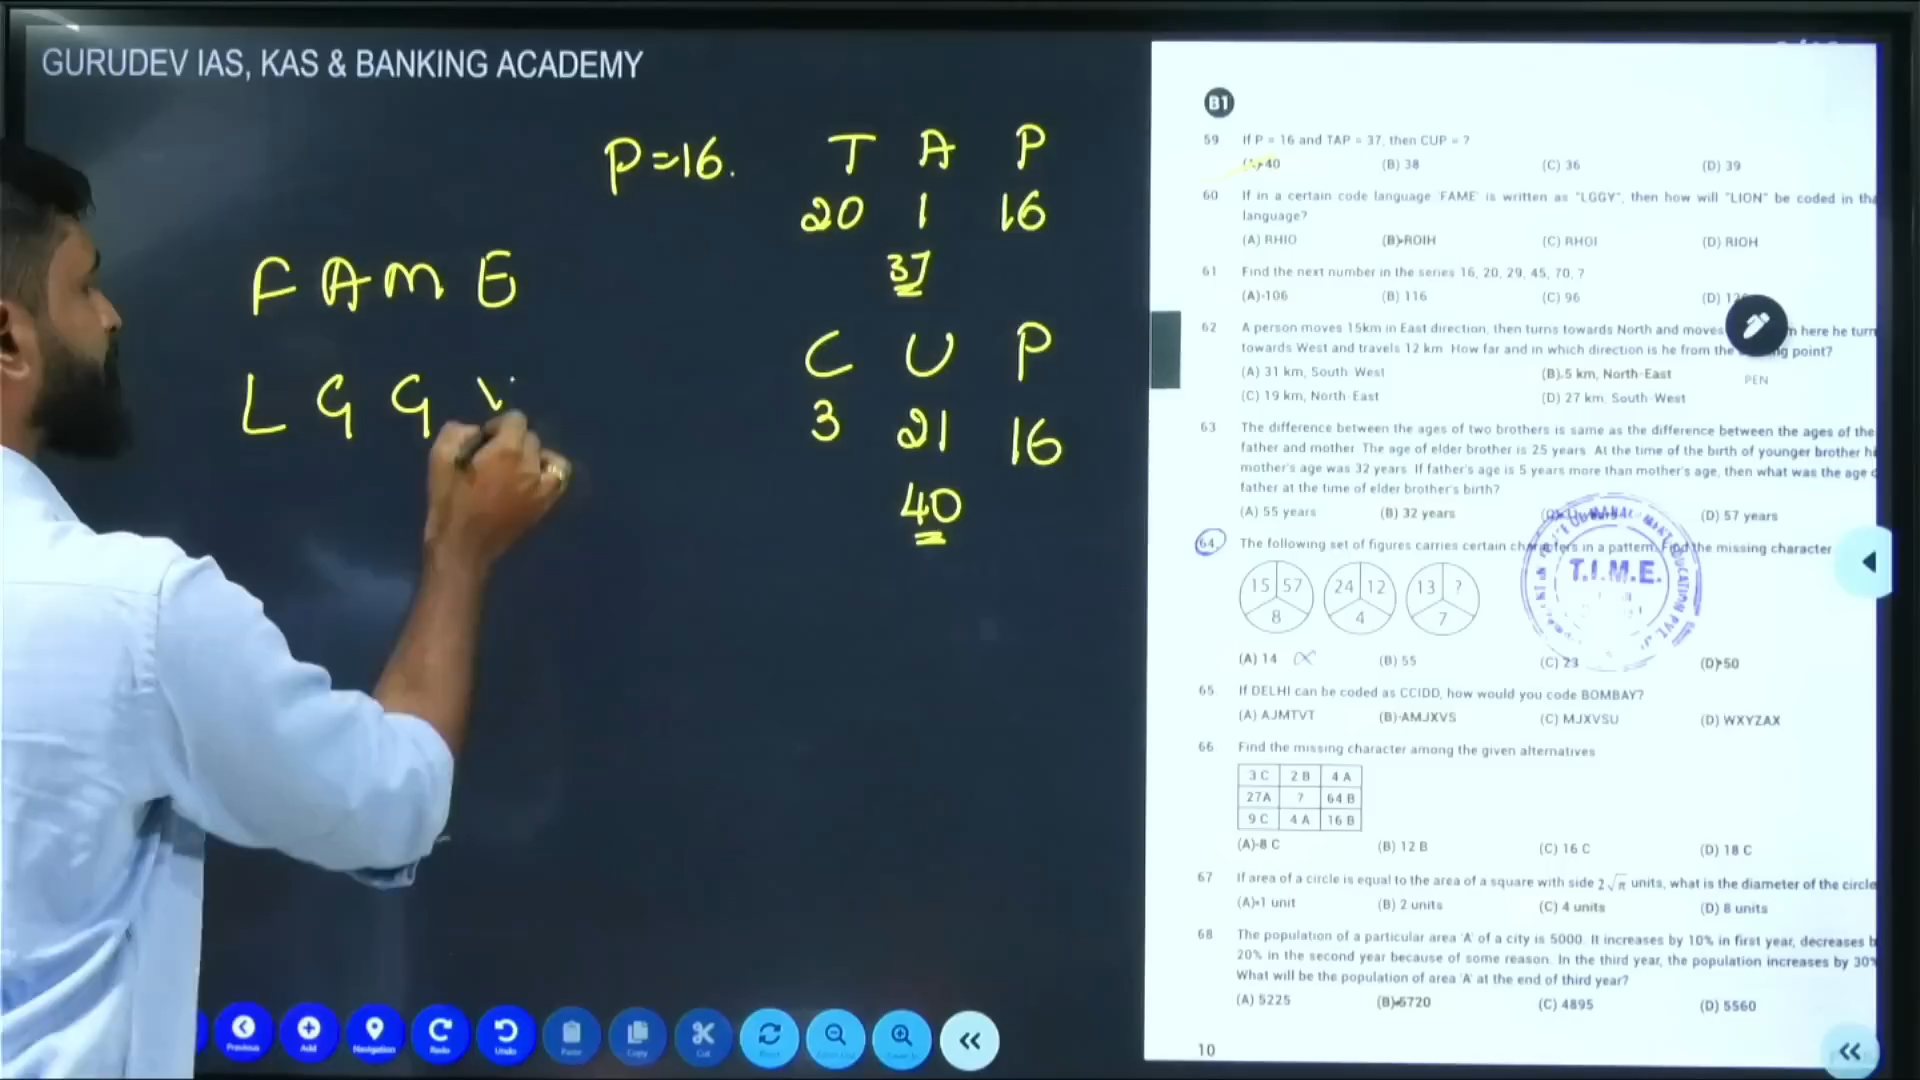 GURUDEV IAS, KAS & BANKING ACADEMY
P=16. T A P
20 1 16
37
F A M E
L G G
C U P
3 21 16
40
B1
59 If P = 16 and TAP = 37, then CUP = ?
40 (B) 38 (C) 36 (D) 39
60 If in a certain code language 'FAME' is written as "LGGY", then how will "LION" be coded in
language?
(A) RHIO (B) ROIH (C) RHOI (D) RIOH
61 Find the next number in the series 16, 20, 29, 45, 70, ?
(A) 106 (B) 116 (C) 96 (D)
62 A person moves 15km in East direction, then turns towards North and moves here he turn
towards West and travels 12 km. How far and in which direction is he from the point?
(A) 31 km, South-West (B) 5 km, North-East
(C) 19 km, North-East (D) 27 km, South-West
PEN
63 The difference between the ages of two brothers is same as the difference between the ages of the
father and mother. The age of elder brother is 25 years. At the time of the birth of younger brother
mother's age was 32 years. If father's age is 5 years more than mother's age, then what was the age
father at the time of elder brother's birth?
(A) 55 years (B) 32 years (D) 57 years
64 The following set of figures carries certain characters in a pattern. Find the missing character
15 57 8
24 12 4
13 ? 7
T.I.M.E.
(A) 14 (B) 55 (C) 23 (D) 50
65 If DELHI can be coded as CCIDD, how would you code BOMBAY?
(A) AJMTVT (B) AMJXVS (C) MJXVSU (D) WXYZAX
66 Find the missing character among the given alternatives
3 C 2 B 4 A
27A ? 64 B
9 C 4 A 16 B
(A) 8 C (B) 12 B (C) 16 C (D) 18 C
67 If area of a circle is equal to the area of a square with side 2√π units, what is the diameter of the circle
(A) 1 unit (B) 2 units (C) 4 units (D) 8 units
68 The population of a particular area 'A' of a city is 5000. It increases by 10% in first year, decreases
20% in the second year because of some reason. In the third year, the population increases by 30%
What will be the population of area 'A' at the end of third year?
(A) 5225 (B) 5720 (C) 4895 (D) 5560
10
Previous Add Navigation Redo Undo Paste Copy Cut